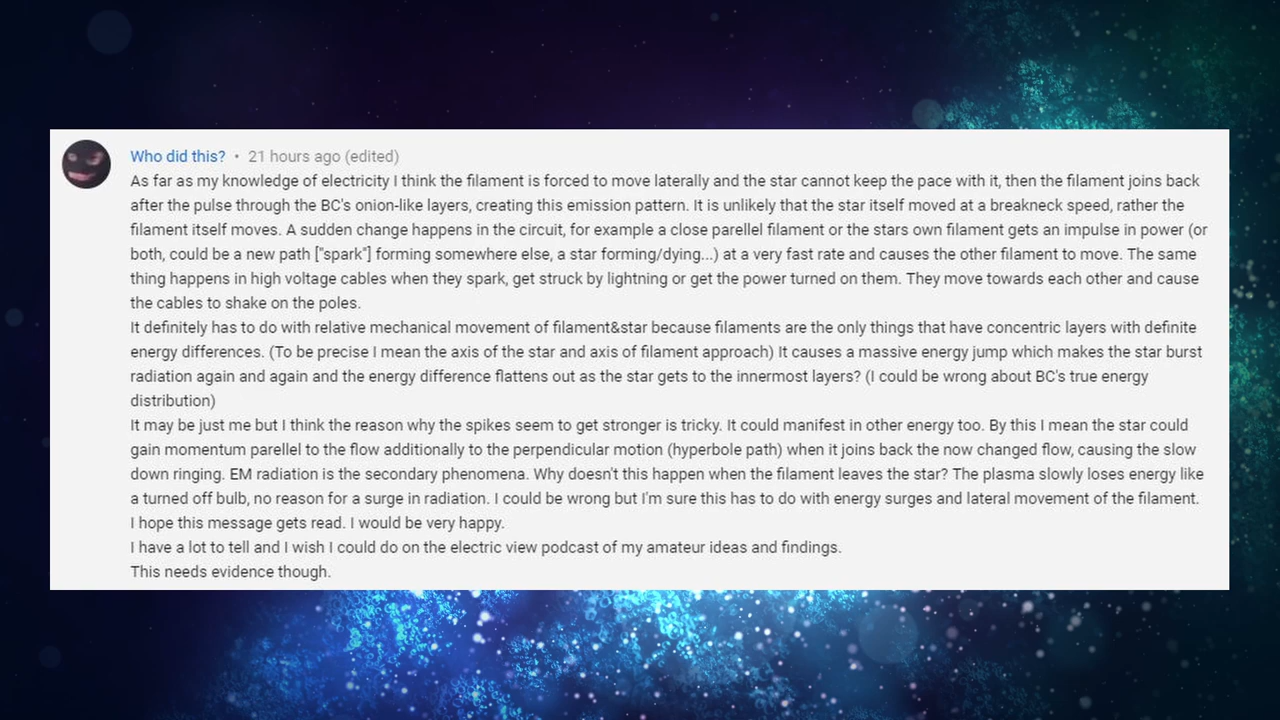 Who did this? • 21 hours ago (edited)
As far as my knowledge of electricity I think the filament is forced to move laterally and the star cannot keep the pace with it, then the filament joins back
after the pulse through the BC's onion-like layers, creating this emission pattern. It is unlikely that the star itself moved at a breakneck speed, rather the
filament itself moves. A sudden change happens in the circuit, for example a close parellel filament or the stars own filament gets an impulse in power (or
both, could be a new path ["spark"] forming somewhere else, a star forming/dying...) at a very fast rate and causes the other filament to move. The same
thing happens in high voltage cables when they spark, get struck by lightning or get the power turned on them. They move towards each other and cause
the cables to shake on the poles.
It definitely has to do with relative mechanical movement of filament&star because filaments are the only things that have concentric layers with definite
energy differences. (To be precise I mean the axis of the star and axis of filament approach) It causes a massive energy jump which makes the star burst
radiation again and again and the energy difference flattens out as the star gets to the innermost layers? (I could be wrong about BC's true energy
distribution)
It may be just me but I think the reason why the spikes seem to get stronger is tricky. It could manifest in other energy too. By this I mean the star could
gain momentum parellel to the flow additionally to the perpendicular motion (hyperbole path) when it joins back the now changed flow, causing the slow
down ringing. EM radiation is the secondary phenomena. Why doesn't this happen when the filament leaves the star? The plasma slowly loses energy like
a turned off bulb, no reason for a surge in radiation. I could be wrong but I'm sure this has to do with energy surges and lateral movement of the filament.
I hope this message gets read. I would be very happy.
I have a lot to tell and I wish I could do on the electric view podcast of my amateur ideas and findings.
This needs evidence though.